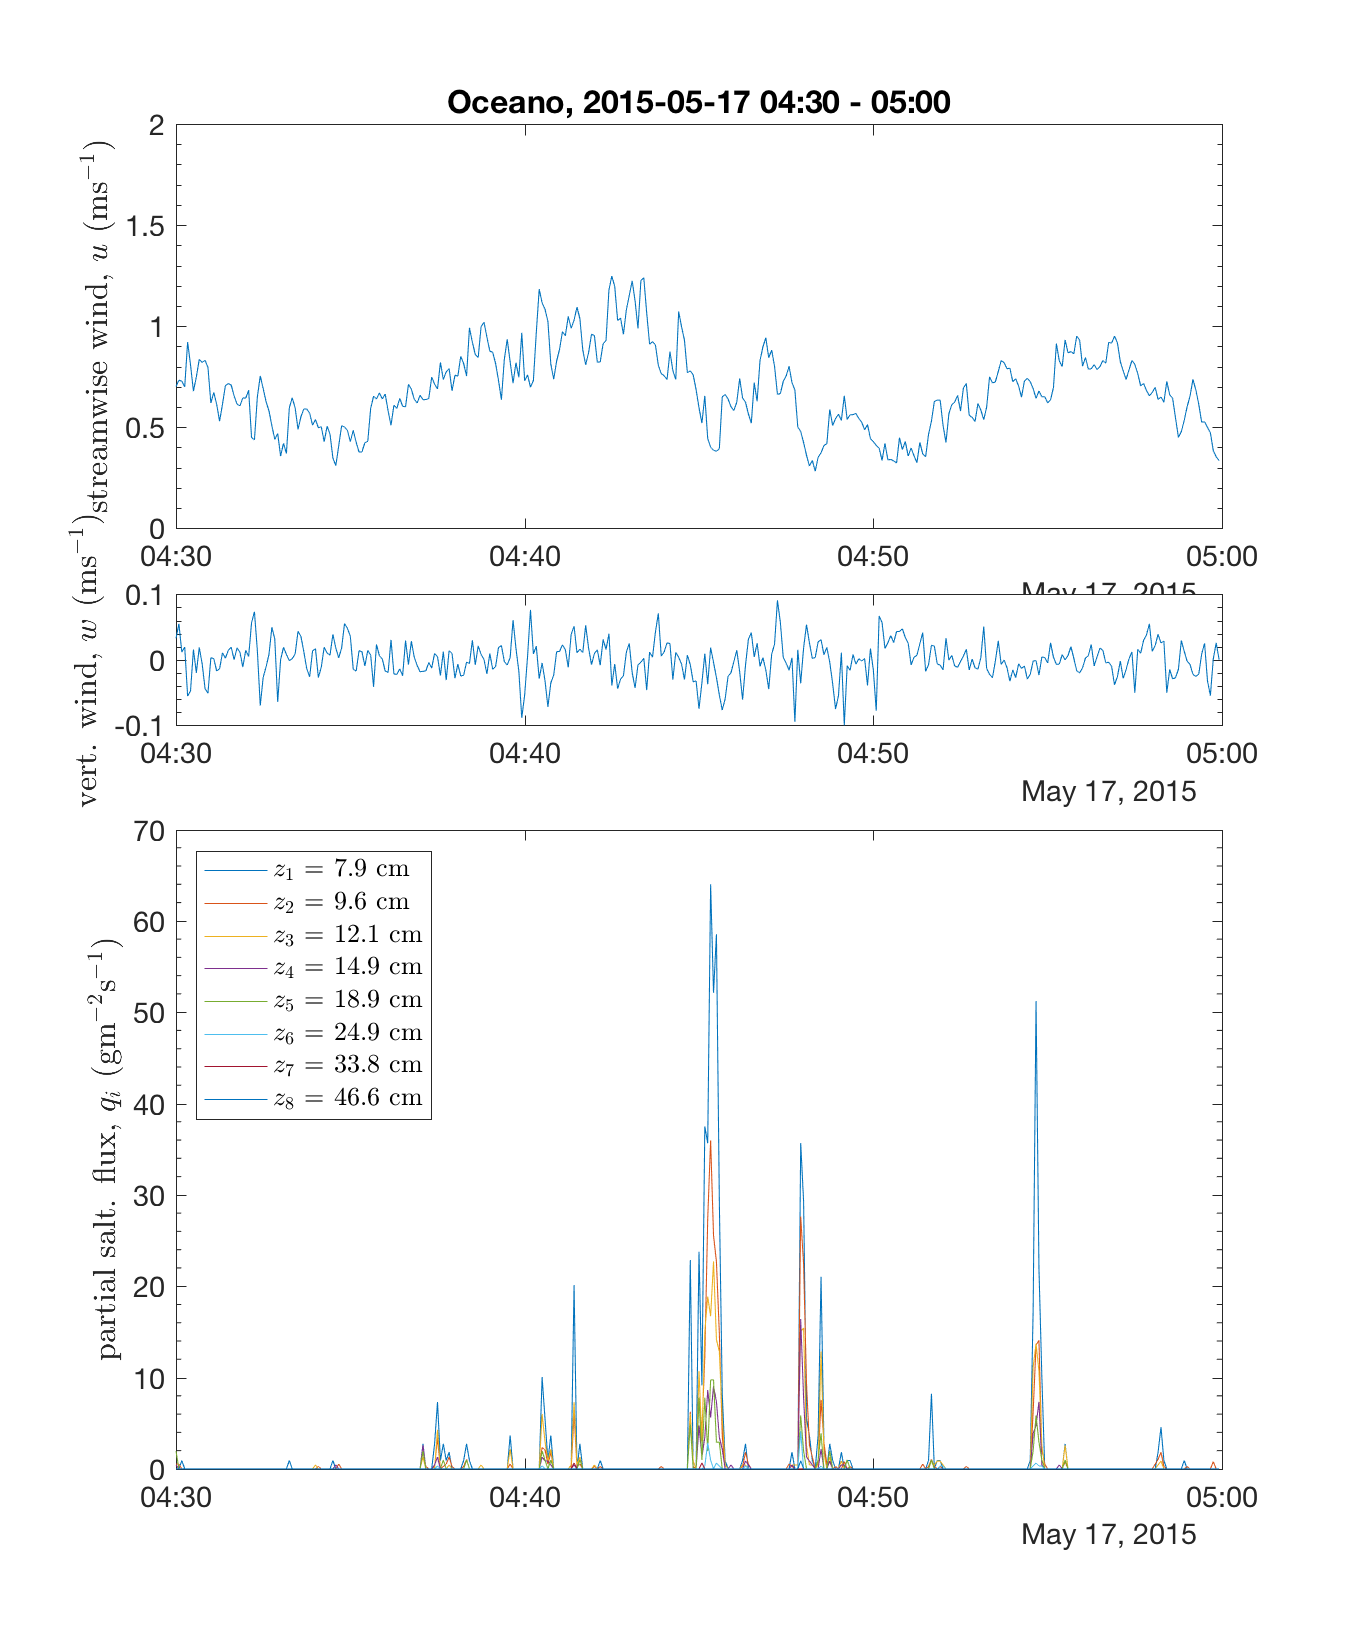 Oceano, 2015-05-17 04:30 - 05:00
streamwise wind, u (ms⁻¹)
2
1.5
1
0.5
0
04:30 04:40 04:50 05:00
May 17, 2015
vert. wind, w (ms⁻¹)
0.1
0
-0.1
04:30 04:40 04:50 05:00
May 17, 2015
partial salt. flux, qᵢ (gm⁻²s⁻¹)
70
60
50
40
30
20
10
0
z₁ = 7.9 cm
z₂ = 9.6 cm
z₃ = 12.1 cm
z₄ = 14.9 cm
z₅ = 18.9 cm
z₆ = 24.9 cm
z₇ = 33.8 cm
z₈ = 46.6 cm
04:30 04:40 04:50 05:00
May 17, 2015